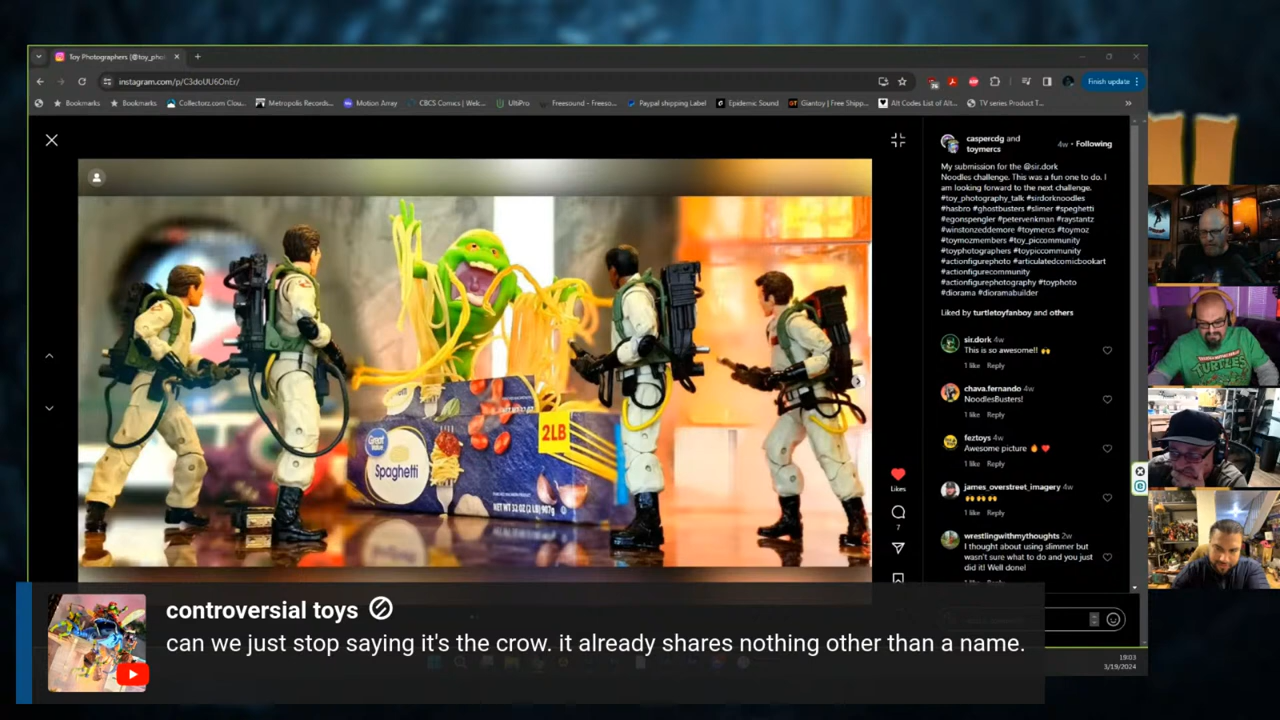 Toy Photographers (@toy_phot
instagram.com/p/C3doUU6OnEr/
Finish update
Bookmarks
Bookmarks
Collectorz.com Clou...
Metropolis Records...
Motion Array
CBCS Comics | Welc...
UltiPro
Freesound - Freeso...
Paypal shipping Label
Epidemic Sound
Giantoy | Free Shipp...
Alt Codes List of Alt...
TV series Product T...
caspercdg and
toymercs
4w • Following
My submission for the @sir.dork
Noodles challenge. This was a fun one to do. I
am looking forward to the next challenge.
#toy_photography_talk #sirdorknoodles
#hasbro #ghostbusters #slimer #speghetti
#egonspengler #petervenkman #raystantz
#winstonzeddemore #toymercs #toymoz
#toymozmembers #toy_piccommunity
#toyphotographers #toypiccommunity
#actionfigurephoto #articulatedcomicbookart
#actionfigurecommunity
#actionfigurephotography #toyphoto
#diorama #dioramabuilder
Liked by turtletoyfanboy and others
sir.dork 4w
This is so awesome!! 🙌
1 like Reply
chava.fernando 4w
NoodlesBusters!
1 like Reply
feztoys 4w
Awesome picture 🔥 ❤️
1 like Reply
james_overstreet_imagery 4w
🙌🙌🙌
1 like Reply
wrestlingwithmythoughts 2w
I thought about using slimmer but
wasn't sure what to do and you just
did it! Well done!
Likes
7
Great Value
Spaghetti
2LB
NET WT 32 OZ (2 LB) 907g
TURTLES
controversial toys
can we just stop saying it's the crow. it already shares nothing other than a name.
19:03
3/19/2024